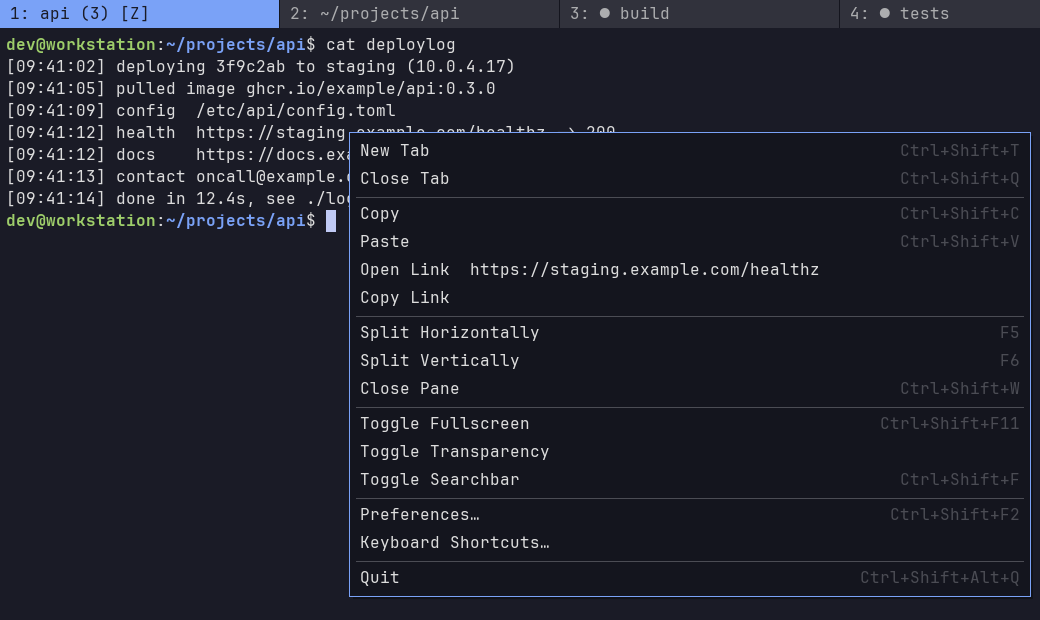 1: api (3) [Z]
2: ~/projects/api
3: ● build
4: ● tests
dev@workstation:~/projects/api$ cat deploylog
[09:41:02] deploying 3f9c2ab to staging (10.0.4.17)
[09:41:05] pulled image ghcr.io/example/api:0.3.0
[09:41:09] config  /etc/api/config.toml
[09:41:12] health  https://staging.example.com/healthz -> 200
[09:41:12] docs    https://docs.exa
[09:41:13] contact oncall@example.c
[09:41:14] done in 12.4s, see ./log
dev@workstation:~/projects/api$
New Tab Ctrl+Shift+T
Close Tab Ctrl+Shift+Q
Copy Ctrl+Shift+C
Paste Ctrl+Shift+V
Open Link  https://staging.example.com/healthz
Copy Link
Split Horizontally F5
Split Vertically F6
Close Pane Ctrl+Shift+W
Toggle Fullscreen Ctrl+Shift+F11
Toggle Transparency
Toggle Searchbar Ctrl+Shift+F
Preferences… Ctrl+Shift+F2
Keyboard Shortcuts…
Quit Ctrl+Shift+Alt+Q